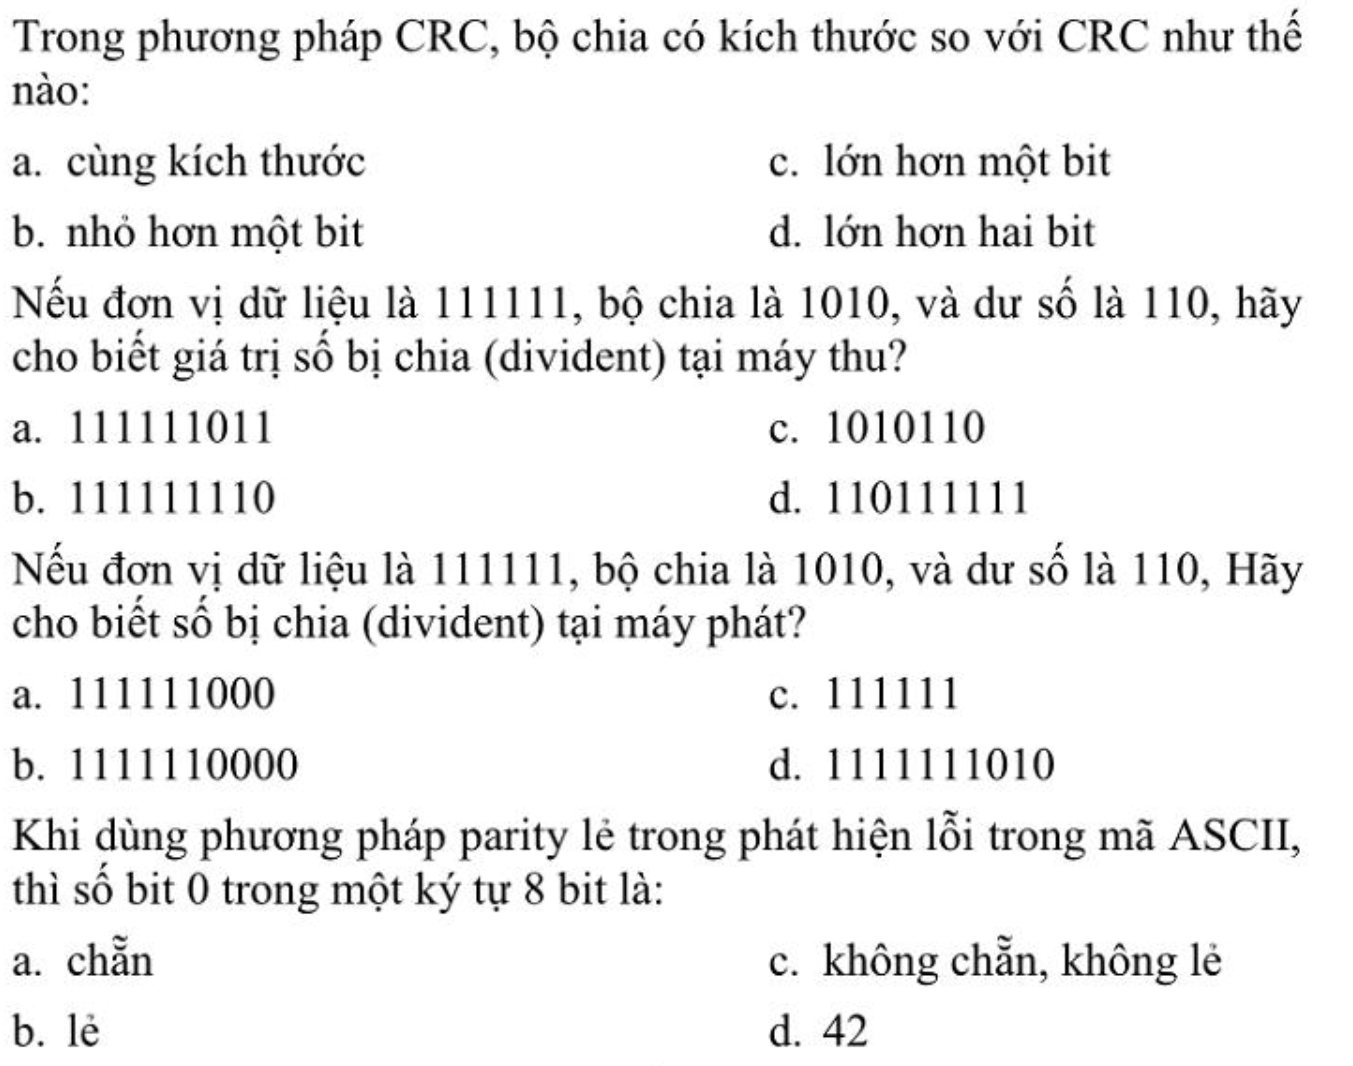 Trong phương pháp CRC, bộ chia có kích thước so với CRC như thế
nào:
a. cùng kích thước
c. lớn hơn một bit
b. nhỏ hơn một bit
d. lớn hơn hai bit
Nếu đơn vị dữ liệu là 111111, bộ chia là 1010, và dư số là 110, hãy
cho biết giá trị số bị chia (divident) tại máy thu?
a. 111111011
c. 1010110
b. 111111110
d. 110111111
Nếu đơn vị dữ liệu là 111111, bộ chia là 1010, và dư số là 110, Hãy
cho biết số bị chia (divident) tại máy phát?
a. 111111000
c. 111111
b. 1111110000
d. 1111111010
Khi dùng phương pháp parity lẻ trong phát hiện lỗi trong mã ASCII,
thì số bit 0 trong một ký tự 8 bit là:
a. chẵn
c. không chẵn, không lẻ
b. lẻ
d. 42